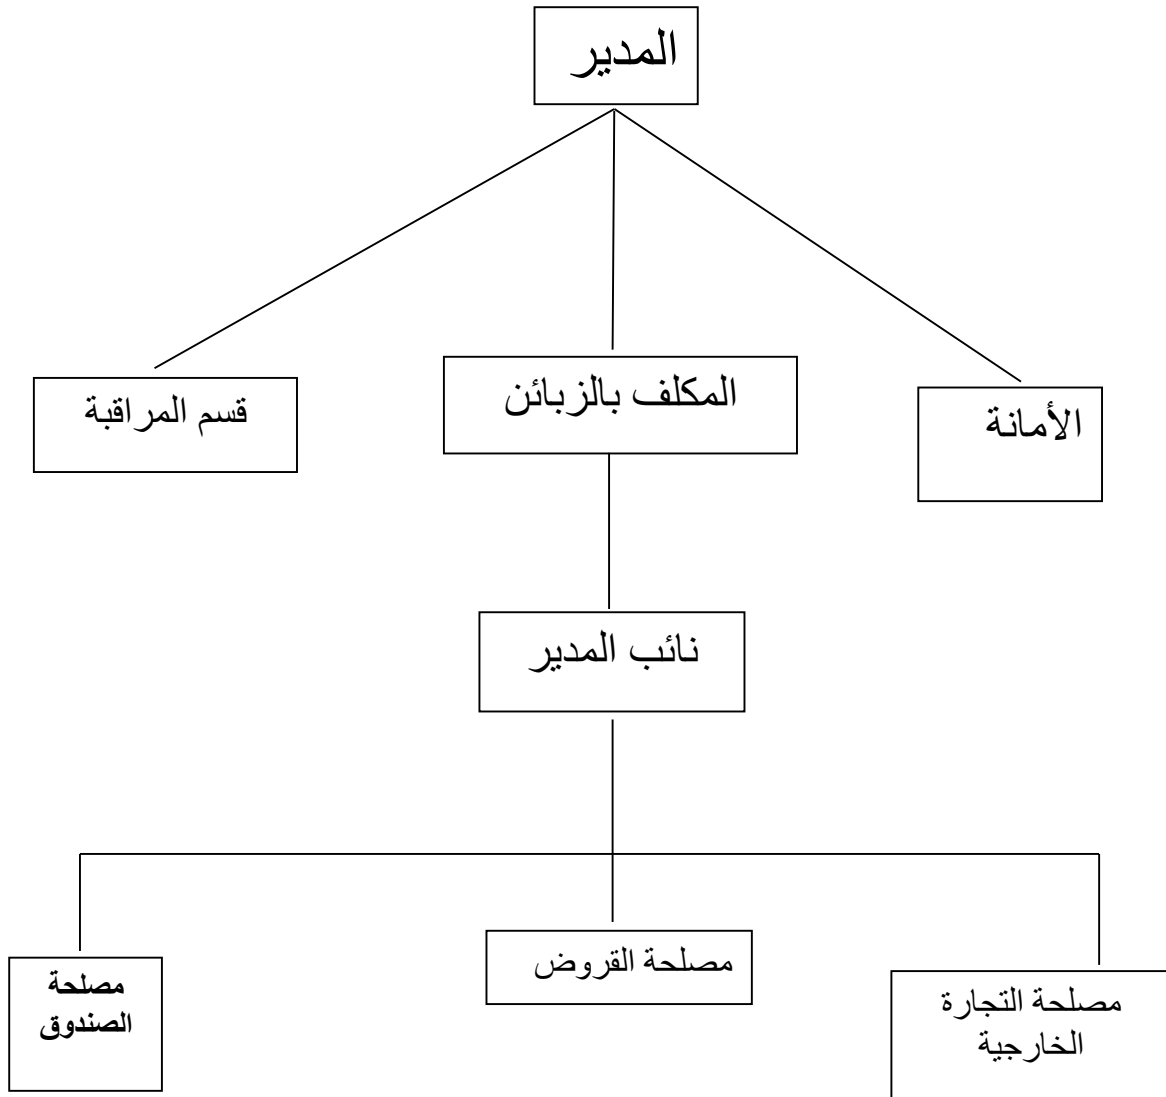 المدير
الأمانة
المكلف بالزبائن
قسم المراقبة
نائب المدير
مصلحة التجارة
الخارجية
مصلحة القروض
مصلحة
الصندوق